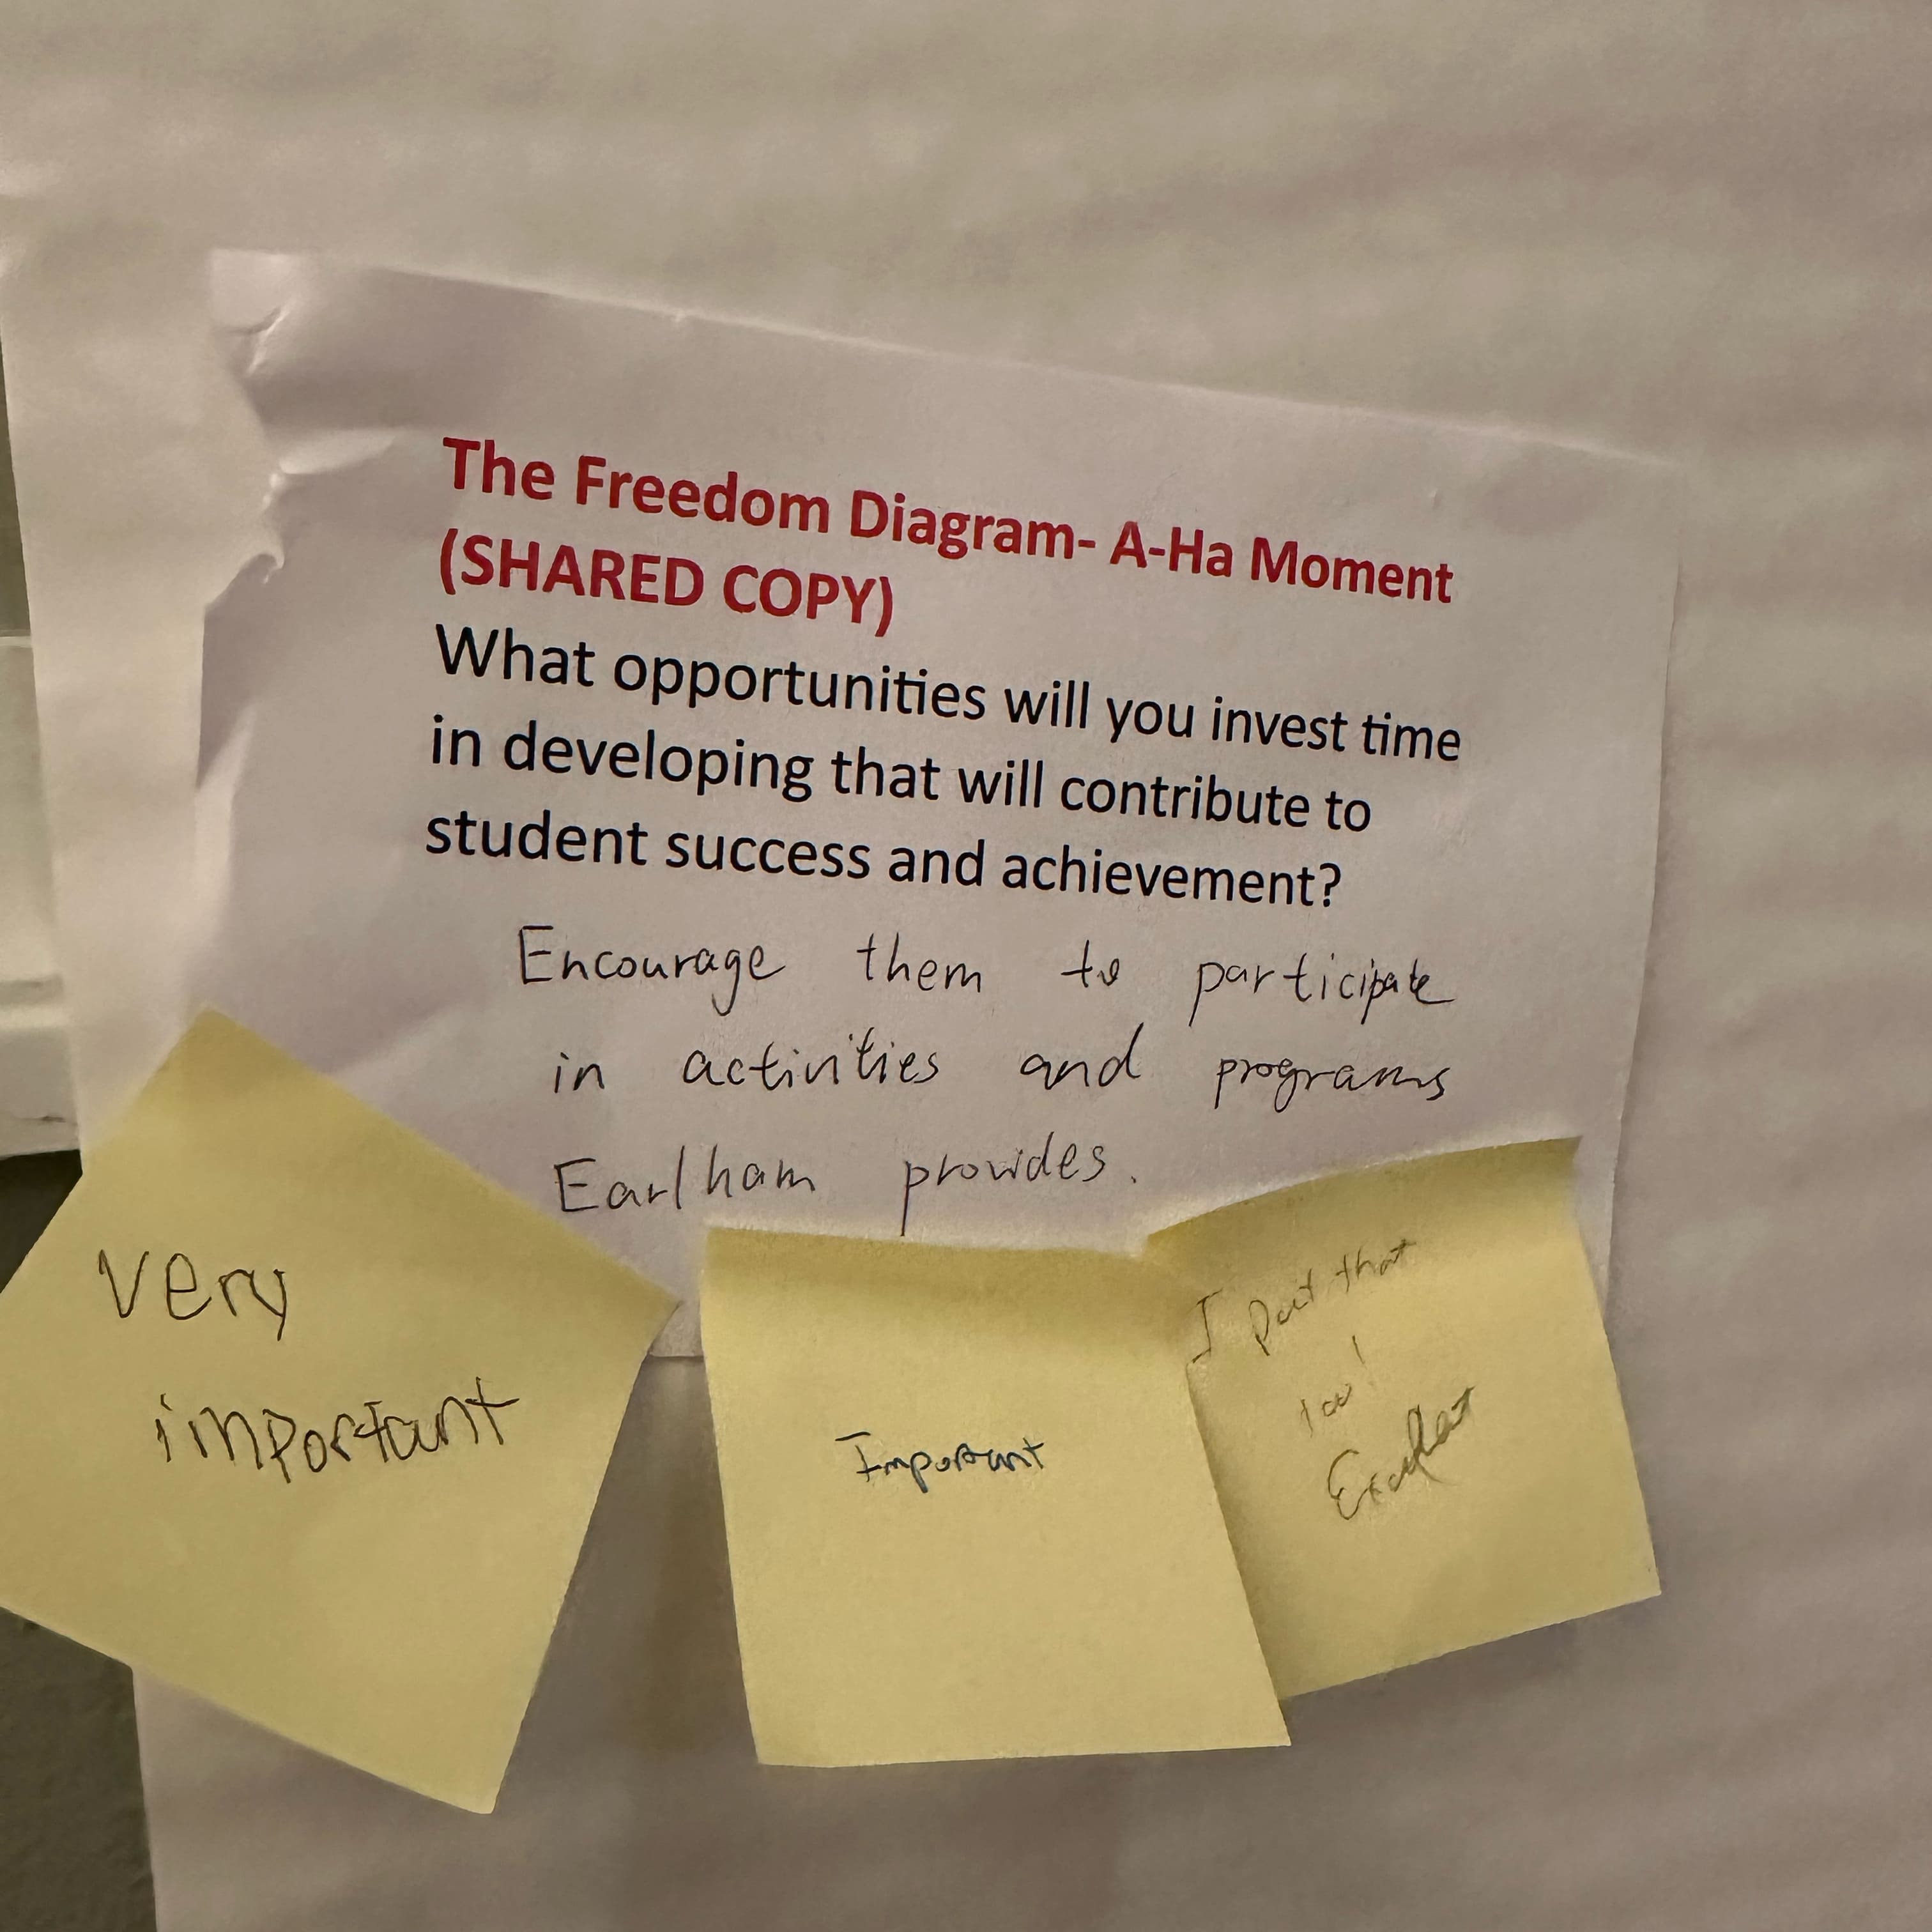 The Freedom Diagram- A-Ha Moment
(SHARED COPY)
What opportunities will you invest time
in developing that will contribute to
student success and achievement?
Encourage them to participate
in activities and programs
Earlham provides.
very
important
Important
I put that
too!
Excellent